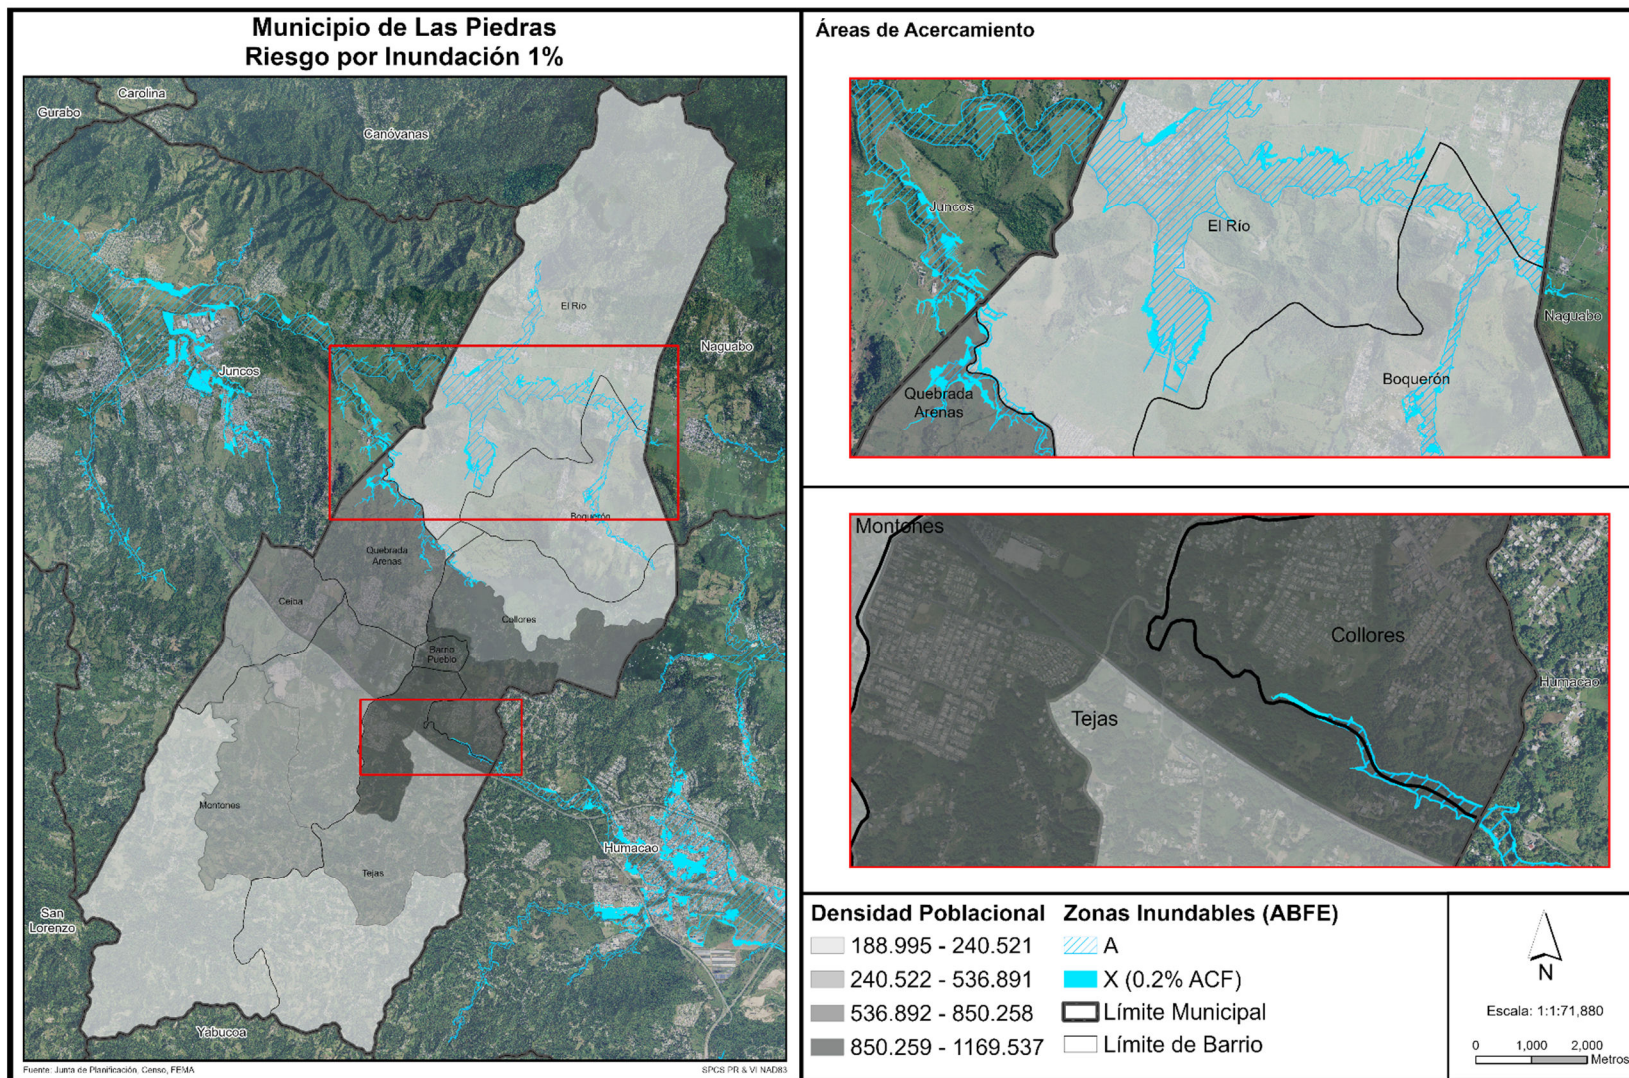 Municipio de Las Piedras
Riesgo por Inundación 1%
Carolina
Gurabo
Canóvanas
El Río
Naguabo
Juncos
Boquerón
Quebrada
Arenas
Ceiba
Collores
Barrio
Pueblo
Montones
Humacao
Tejas
San
Lorenzo
Yabucoa
Fuente: Junta de Planificación, Censo, FEMA
SPCS PR & VI NAD83
Áreas de Acercamiento
Juncos
El Río
Naguabo
Quebrada
Arenas
Boquerón
Montones
Collores
Humacao
Tejas
Densidad Poblacional
188.995 - 240.521
240.522 - 536.891
536.892 - 850.258
850.259 - 1169.537
Zonas Inundables (ABFE)
A
X (0.2% ACF)
Límite Municipal
Límite de Barrio
N
Escala: 1:1:71,880
0 1,000 2,000
Metros